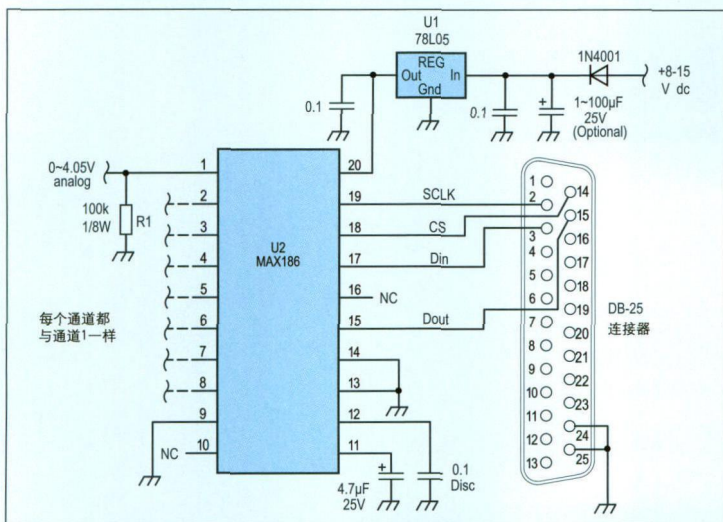 U1
78L05
REG
Out In
Gnd
1N4001
+8-15
V dc
0.1
0.1
+
1~100μF
25V
(Optional)
0~4.05V
analog
100k
1/8W
R1
每个通道都
与通道1一样
U2
MAX186
1
2
3
4
5
6
7
8
9
10
NC
20
19
18
17
16
15
14
13
12
11
SCLK
CS
Din
NC
Dout
+
4.7μF
25V
0.1
Disc
1
2
3
4
5
6
7
8
9
10
11
12
13
14
15
16
17
18
19
20
21
22
23
24
25
DB-25
连接器